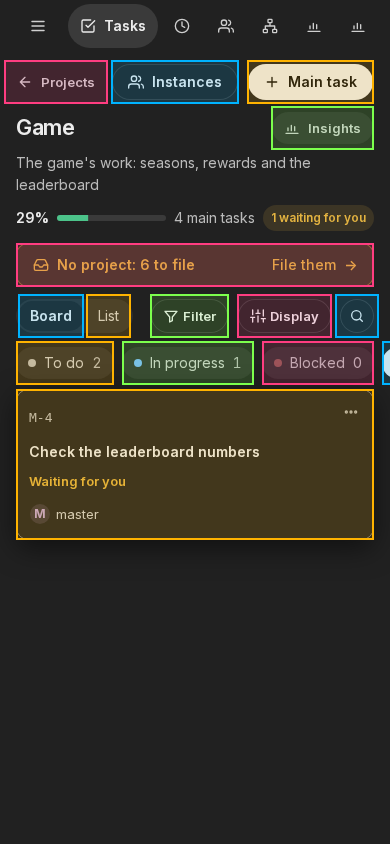 Tasks
Projects
Instances
Main task
Game
Insights
The game's work: seasons, rewards and the
leaderboard
29%
4 main tasks
1 waiting for you
No project: 6 to file
File them
Board
List
Filter
Display
To do 2
In progress 1
Blocked 0
M-4
Check the leaderboard numbers
Waiting for you
M
master